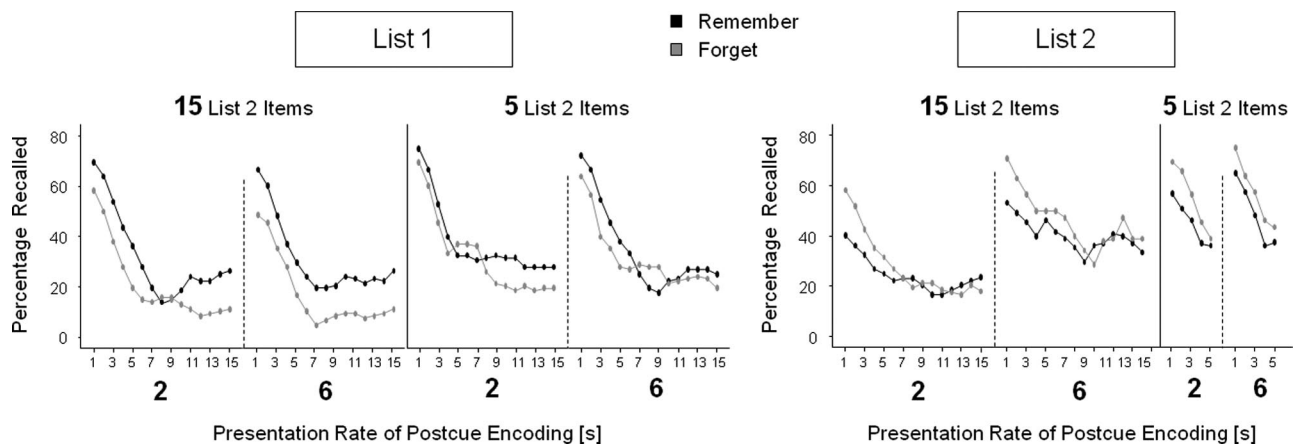 List 1
Remember
Forget
List 2
15 List 2 Items
5 List 2 Items
15 List 2 Items
5 List 2 Items
Percentage Recalled
80
60
40
20
0
1 3 5 7 9 11 13 15
1 3 5 7 9 11 13 15
1 3 5 7 9 11 13 15
1 3 5 7 9 11 13 15
2
6
2
6
Presentation Rate of Postcue Encoding [s]
Percentage Recalled
80
60
40
20
0
1 3 5 7 9 11 13 15
1 3 5 7 9 11 13 15
1 3 5
1 3 5
2
6
2
6
Presentation Rate of Postcue Encoding [s]